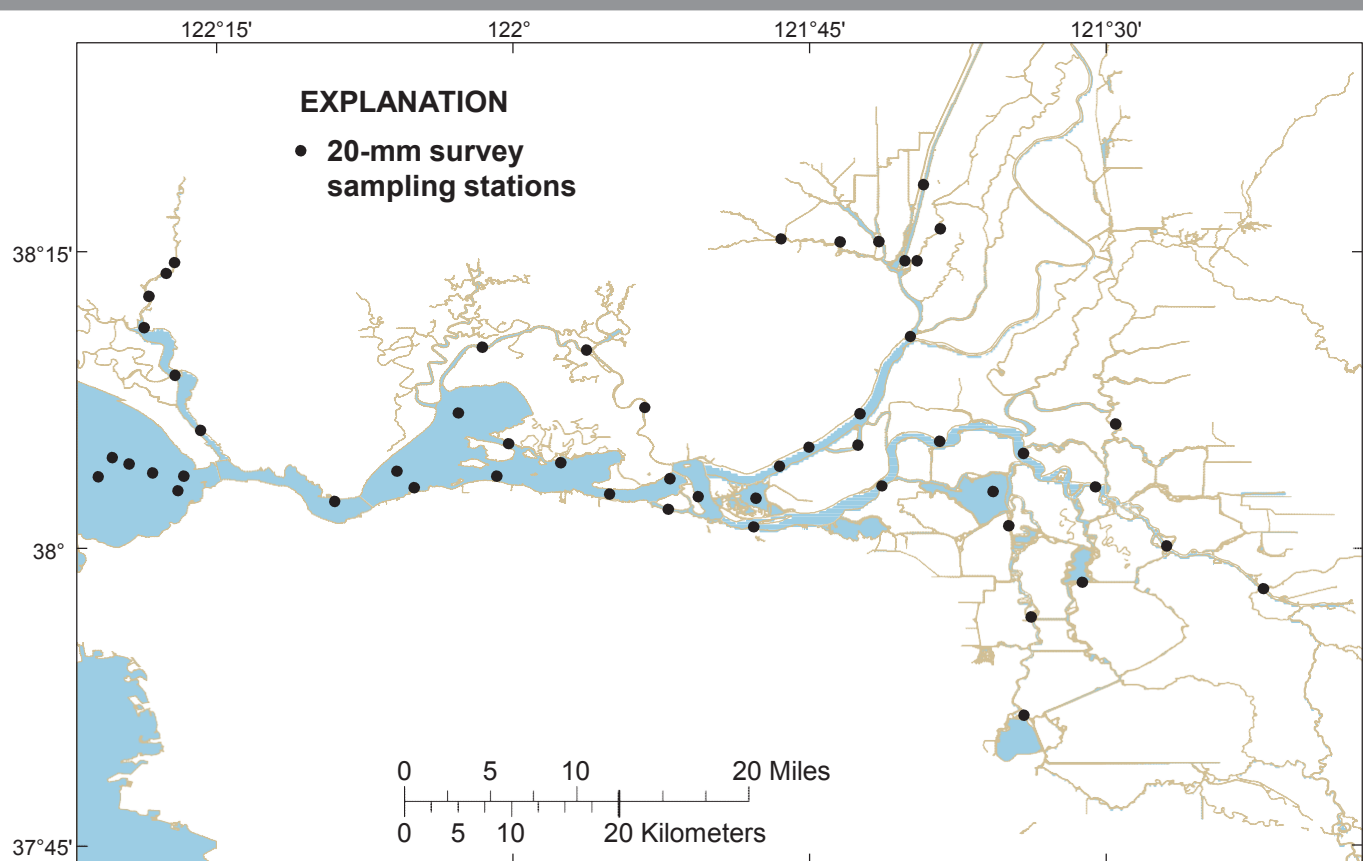 122°15' 122° 121°45' 121°30'
EXPLANATION
20-mm survey
sampling stations
38°15'
38°
0 5 10 20 Miles
0 5 10 20 Kilometers
37°45'